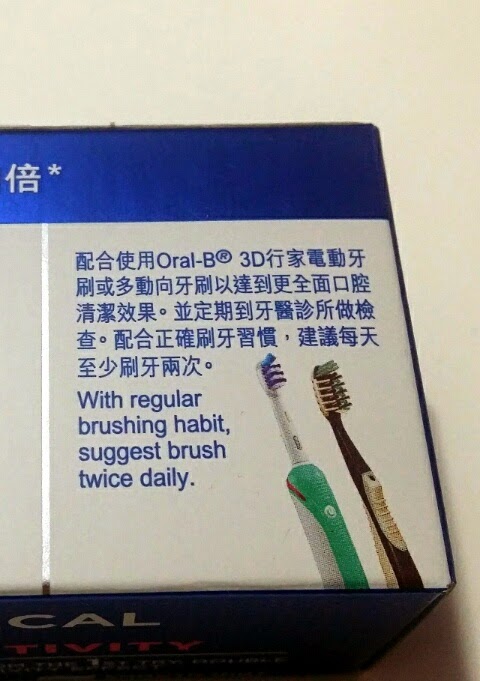 倍*
配合使用Oral-B® 3D行家電動牙
刷或多動向牙刷以達到更全面口腔
清潔效果。並定期到牙醫診所做檢
查。配合正確刷牙習慣，建議每天
至少刷牙兩次。
With regular
brushing habit,
suggest brush
twice daily.
CAL
TIVITY